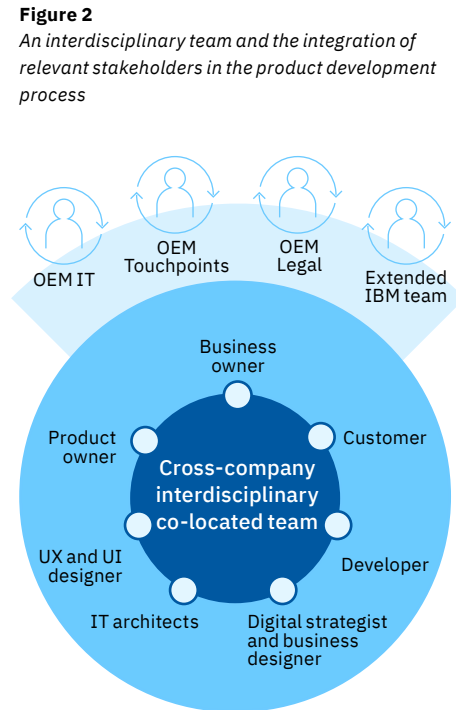 Figure 2
An interdisciplinary team and the integration of
relevant stakeholders in the product development
process
OEM IT
OEM
Touchpoints
OEM
Legal
Extended
IBM team
Business
owner
Product
owner
Customer
Cross-company
interdisciplinary
co-located team
UX and UI
designer
Developer
IT architects
Digital strategist
and business
designer